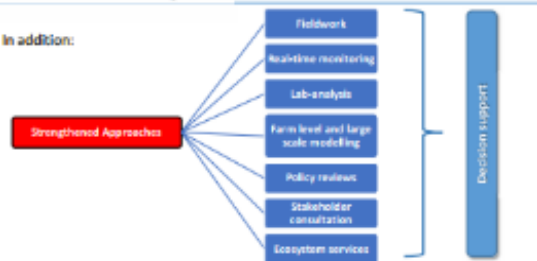 In addition:
Strengthened Approaches
Fieldwork
Real-time monitoring
Lab-analysis
Farm level and large
scale modelling
Policy reviews
Stakeholder
consultation
Ecosystem services
Decision support